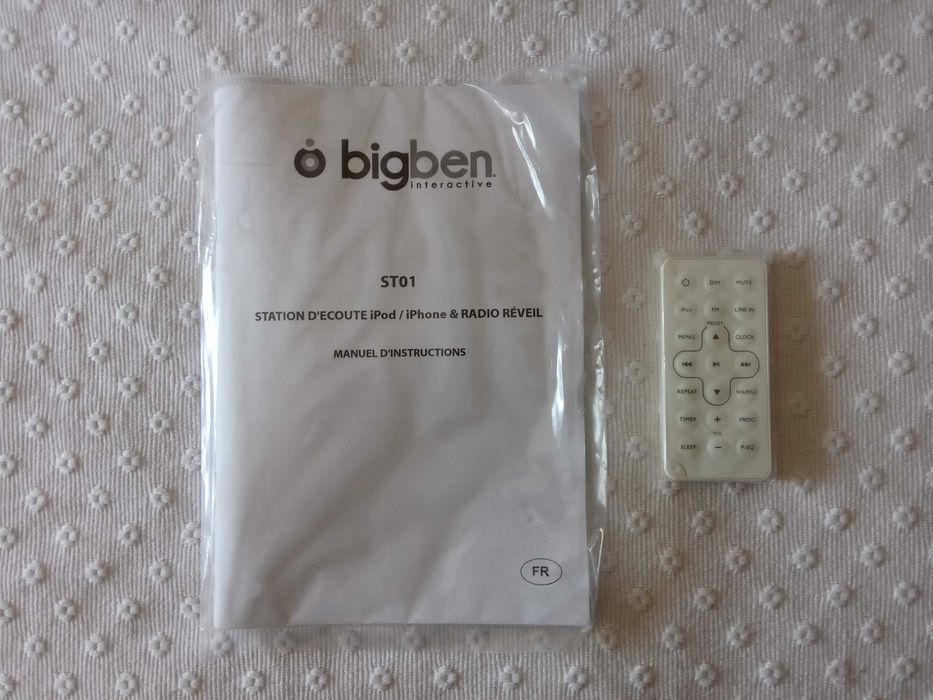 bigben
interactive
ST01
STATION D'ECOUTE iPod / iPhone & RADIO RÉVEIL
MANUEL D'INSTRUCTIONS
FR
DIM MUTE
iPod FM LINE IN
PRESET
MENU CLOCK
REPEAT SHUFFLE
TIMER + PROG
VOL
SLEEP − P-EQ